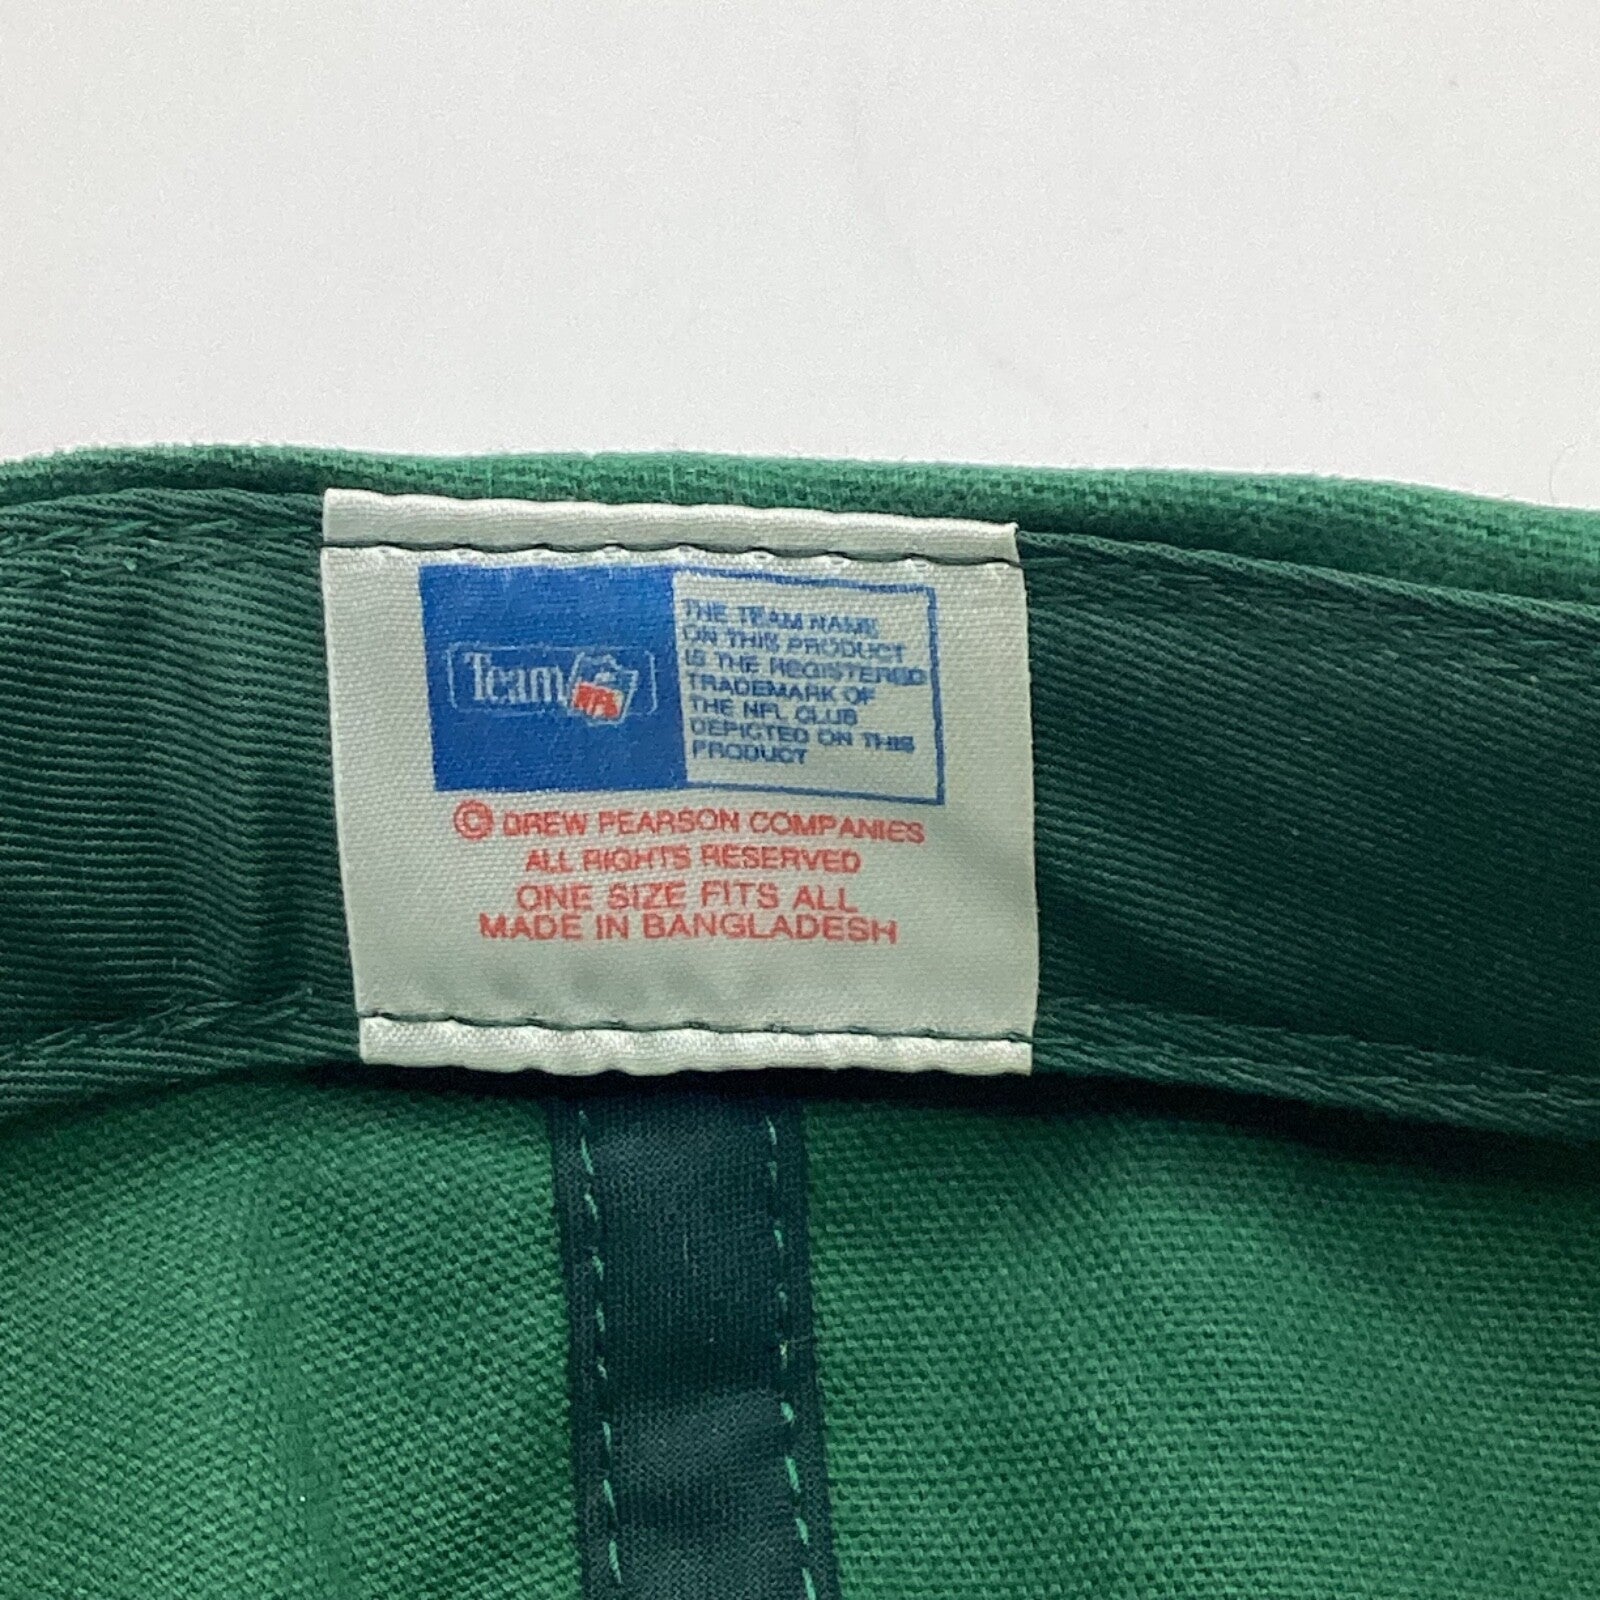 Team NFL
THE TEAM NAME
ON THIS PRODUCT
IS THE REGISTERED
TRADEMARK OF
THE NFL CLUB
DEPICTED ON THIS
PRODUCT
© DREW PEARSON COMPANIES
ALL RIGHTS RESERVED
ONE SIZE FITS ALL
MADE IN BANGLADESH